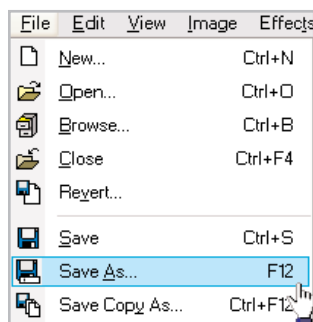 File Edit View Image Effects
New... Ctrl+N
Open... Ctrl+O
Browse... Ctrl+B
Close Ctrl+F4
Revert...
Save Ctrl+S
Save As... F12
Save Copy As... Ctrl+F12